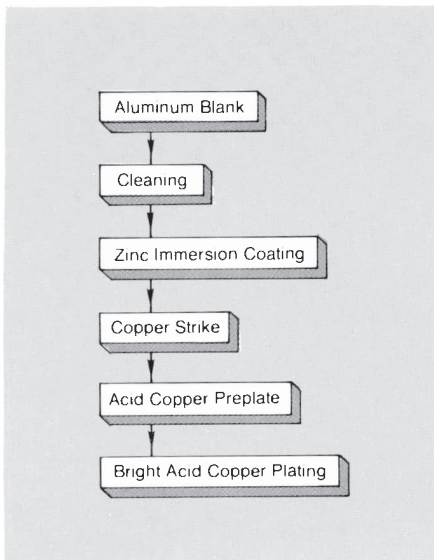 Aluminum Blank
Cleaning
Zinc Immersion Coating
Copper Strike
Acid Copper Preplate
Bright Acid Copper Plating